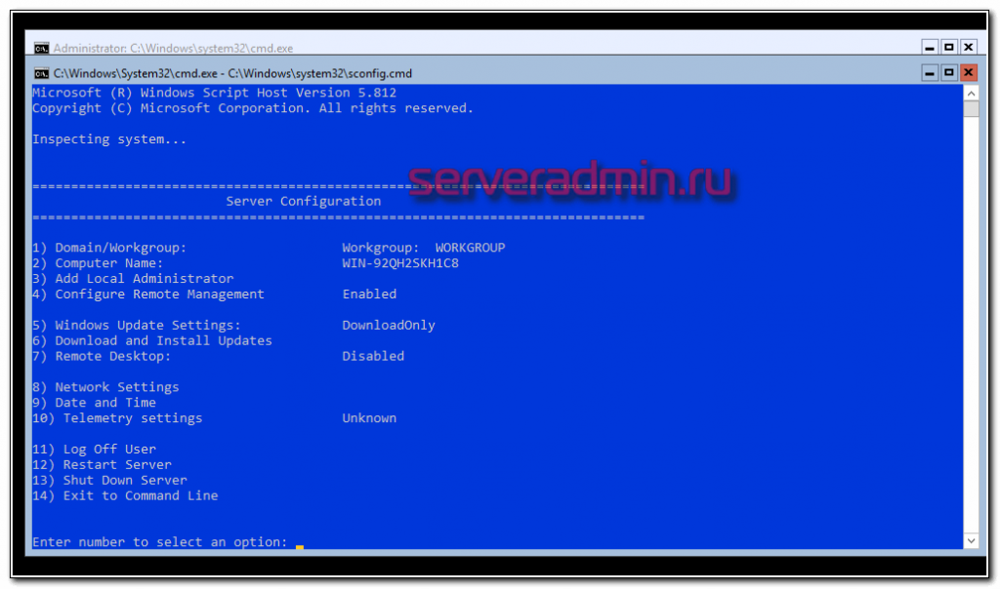 Administrator: C:\Windows\system32\cmd.exe
C:\Windows\System32\cmd.exe - C:\Windows\system32\sconfig.cmd
Microsoft (R) Windows Script Host Version 5.812
Copyright (C) Microsoft Corporation. All rights reserved.
Inspecting system...
serveradmin.ru
===============================================================================
Server Configuration
===============================================================================
1) Domain/Workgroup: Workgroup: WORKGROUP
2) Computer Name: WIN-92QH2SKH1C8
3) Add Local Administrator
4) Configure Remote Management Enabled
5) Windows Update Settings: DownloadOnly
6) Download and Install Updates
7) Remote Desktop: Disabled
8) Network Settings
9) Date and Time
10) Telemetry settings Unknown
11) Log Off User
12) Restart Server
13) Shut Down Server
14) Exit to Command Line
Enter number to select an option: